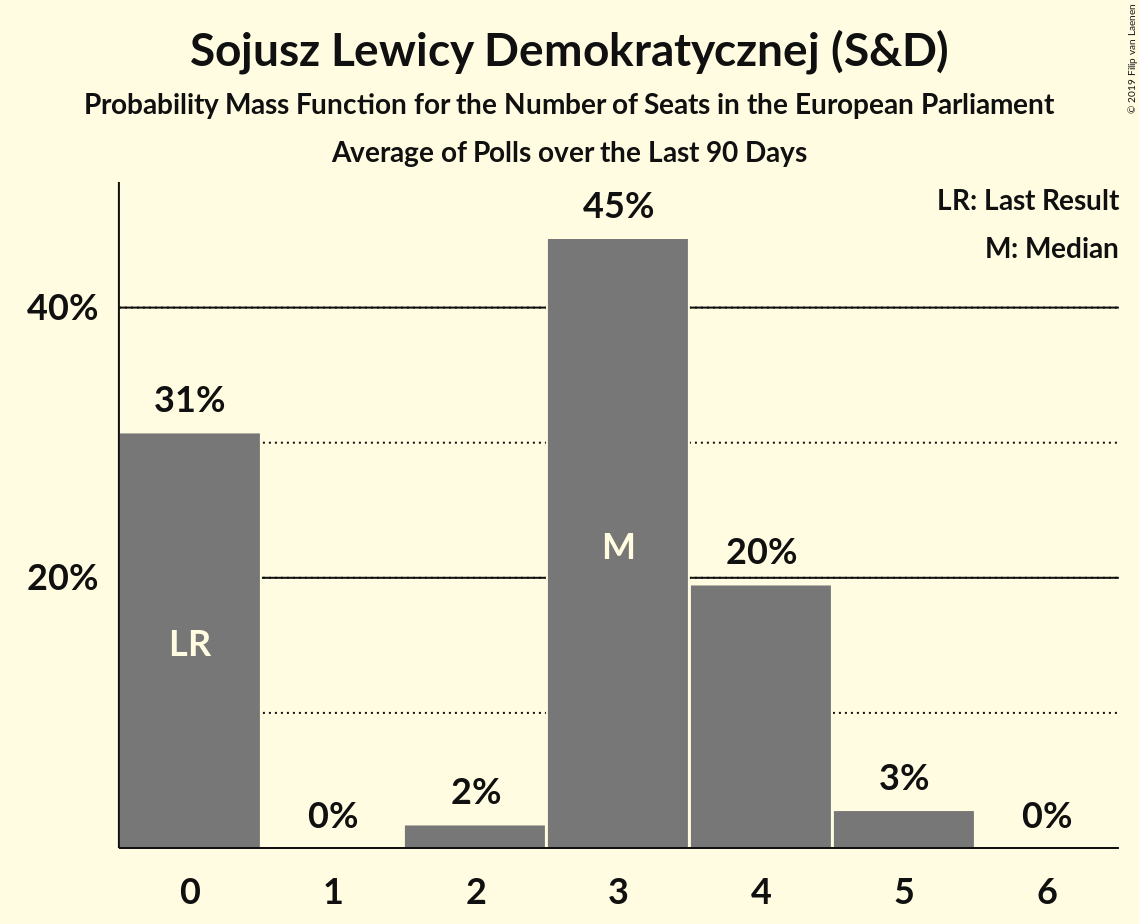 Sojusz Lewicy Demokratycznej (S&D)
Probability Mass Function for the Number of Seats in the European Parliament
Average of Polls over the Last 90 Days
© 2019 Filip van Laenen
LR: Last Result
M: Median
40%
20%
31%
0%
2%
45%
20%
3%
0%
LR
M
0 1 2 3 4 5 6